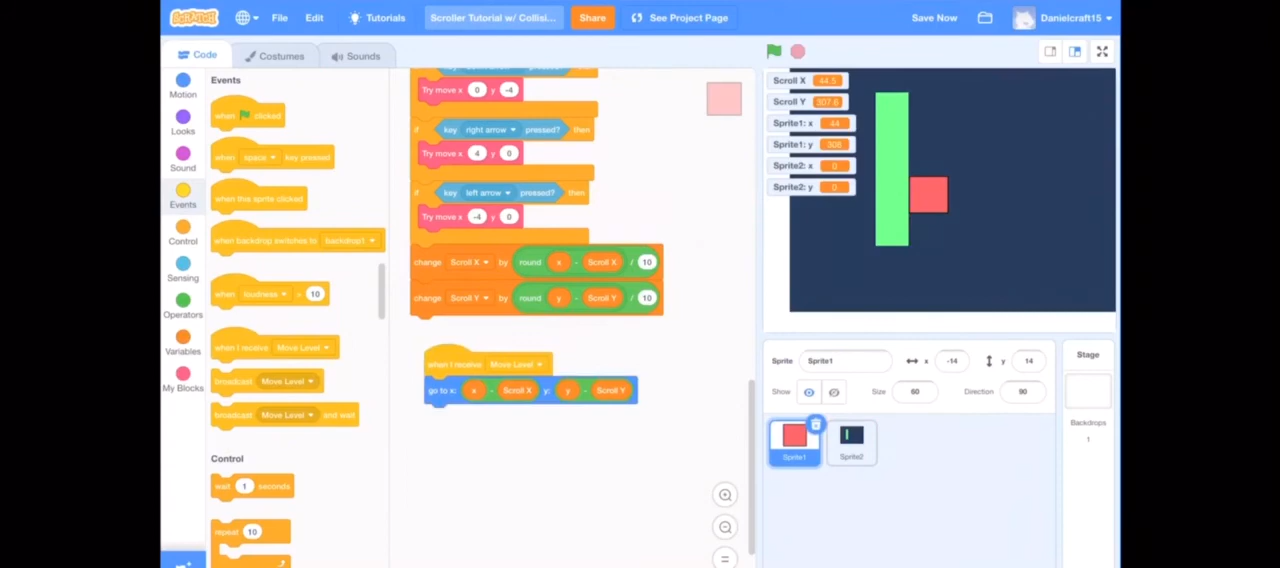 SCRATCH File Edit Tutorials Scroller Tutorial w/ Collisi... Share See Project Page Save Now Danielcraft15
Code Costumes Sounds
Motion
Looks
Sound
Events
Control
Sensing
Operators
Variables
My Blocks
Events
when clicked
when space key pressed
when this sprite clicked
when backdrop switches to backdrop1
when loudness > 10
when I receive Move Level
broadcast Move Level
broadcast Move Level and wait
Control
wait 1 seconds
repeat 10
Try move x 0 y -4
if key right arrow pressed? then
Try move x 4 y 0
if key left arrow pressed? then
Try move x -4 y 0
change Scroll X by round x - Scroll X / 10
change Scroll Y by round y - Scroll Y / 10
when I receive Move Level
go to x: x - Scroll X y: y - Scroll Y
Scroll X 44.5
Scroll Y 307.6
Sprite1: x 44
Sprite1: y 308
Sprite2: x 0
Sprite2: y 0
Sprite Sprite1 x -14 y 14
Show Size 60 Direction 90
Sprite1
Sprite2
Stage
Backdrops
1